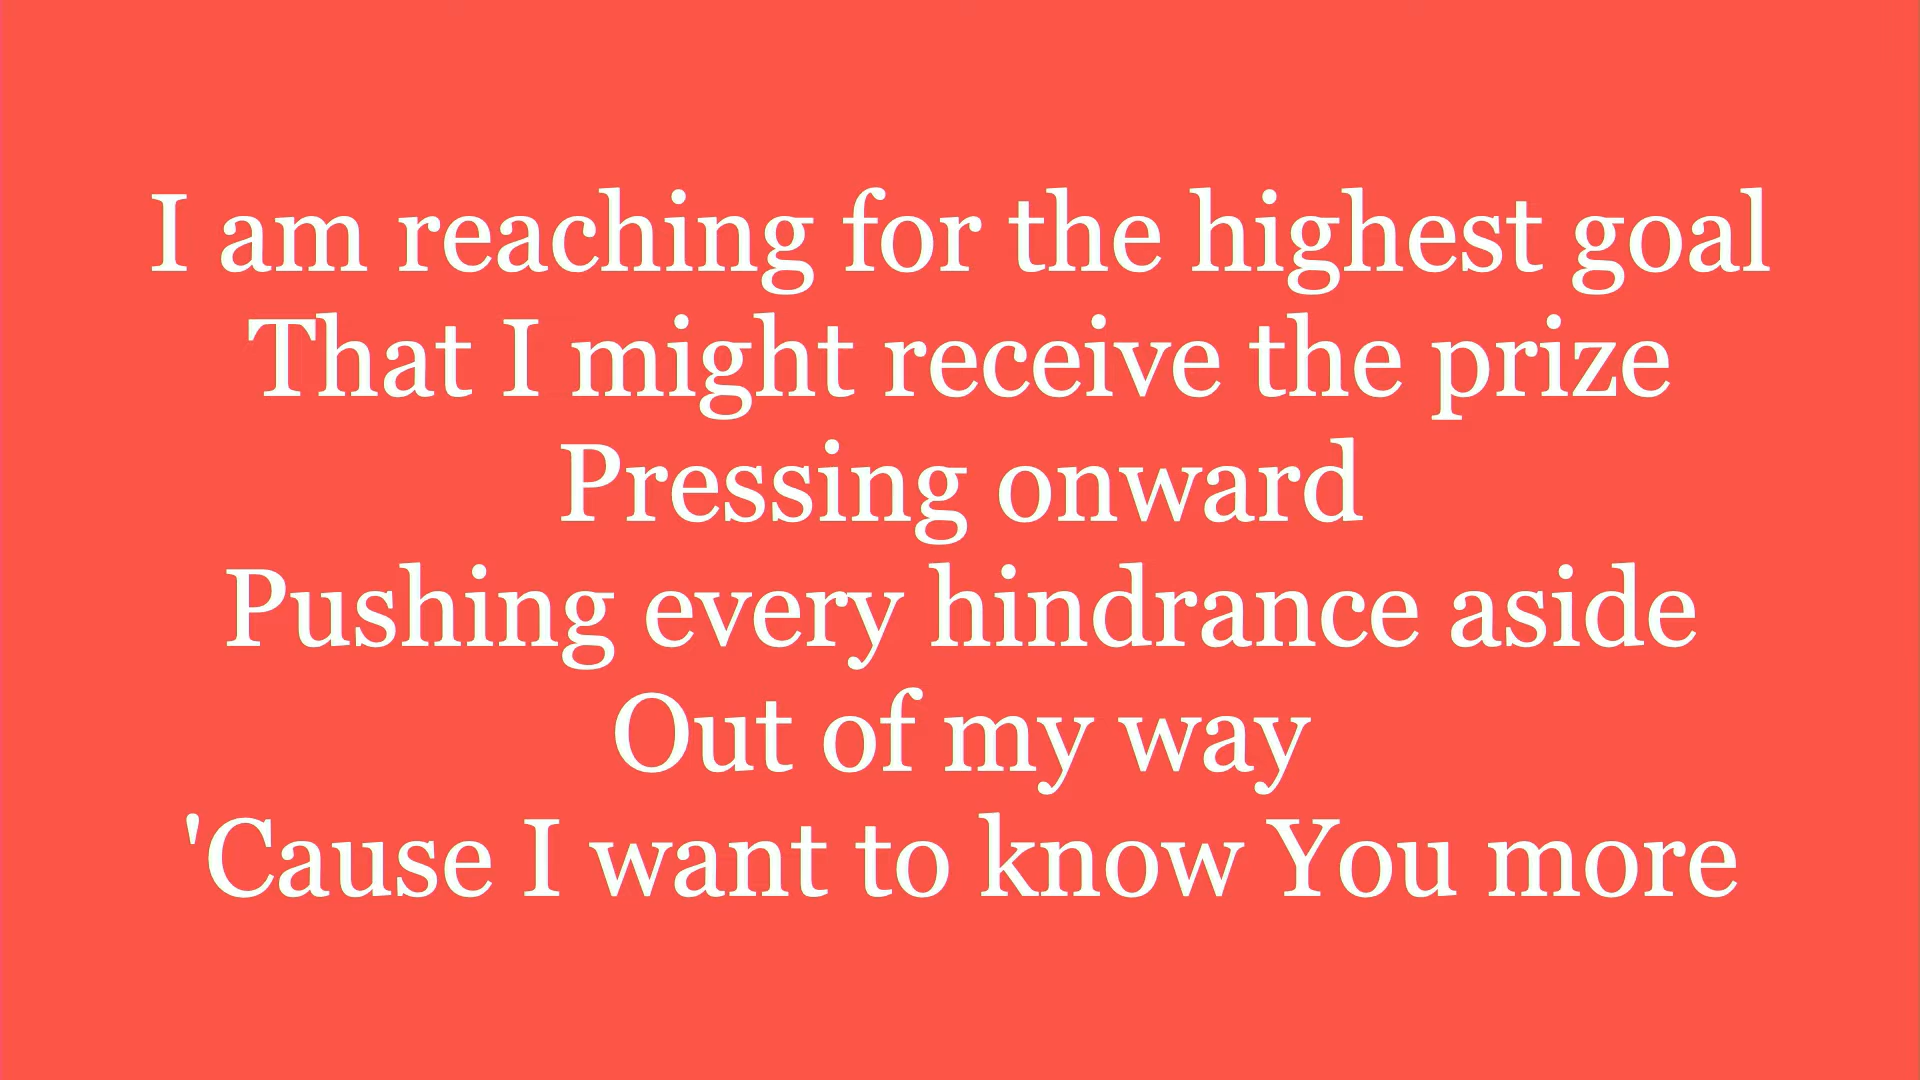 I am reaching for the highest goal
That I might receive the prize
Pressing onward
Pushing every hindrance aside
Out of my way
'Cause I want to know You more